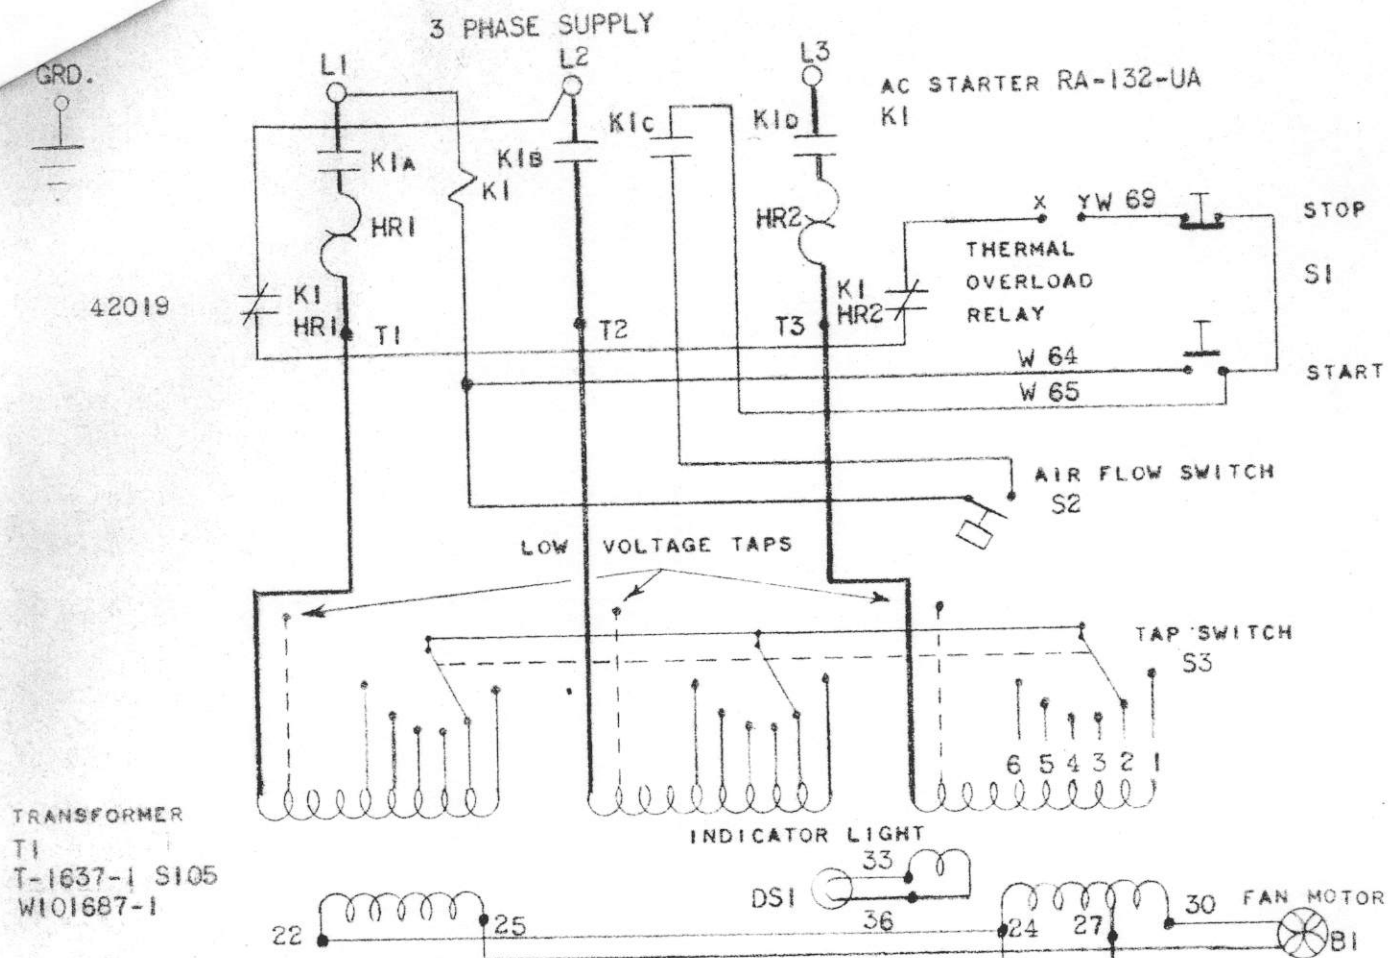 3 PHASE SUPPLY
GRD.
L1
L2
L3
AC STARTER RA-132-UA
K1
K1A
K1B
K1C
K1D
K1
HR1
HR2
X
YW 69
STOP
THERMAL
OVERLOAD
RELAY
S1
42019
K1
HR1
T1
T2
T3
K1
HR2
W 64
W 65
START
AIR FLOW SWITCH
S2
LOW VOLTAGE TAPS
TAP SWITCH
S3
6 5 4 3 2 1
TRANSFORMER
T1
T-1637-1 S105
W101687-1
INDICATOR LIGHT
33
DS1
36
22
25
24
27
30
FAN MOTOR
B1